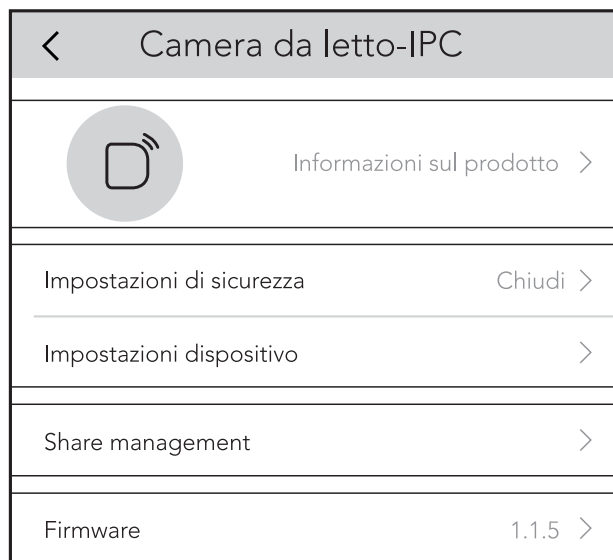 Camera da letto-IPC
Informazioni sul prodotto
Impostazioni di sicurezza Chiudi
Impostazioni dispositivo
Share management
Firmware 1.1.5